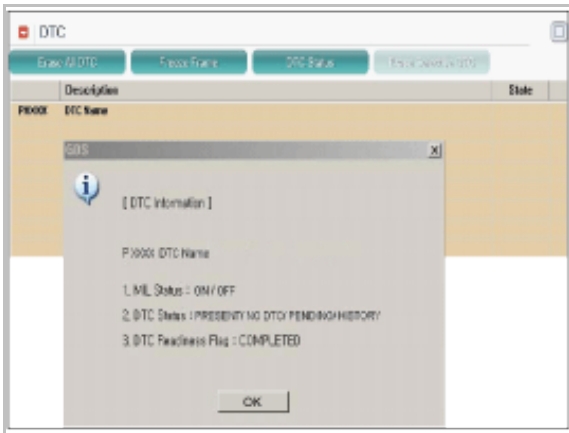 DTC
Erase All DTC Freeze Frame DTC Status
Description State
PXXXX DTC Name
GDS
[ DTC Information ]
PXXXX DTC Name
1. MIL Status : ON / OFF
2. DTC Status : PRESENT/ NO DTC/ PENDING/HISTORY
3. DTC Readiness Flag : COMPLETED
OK